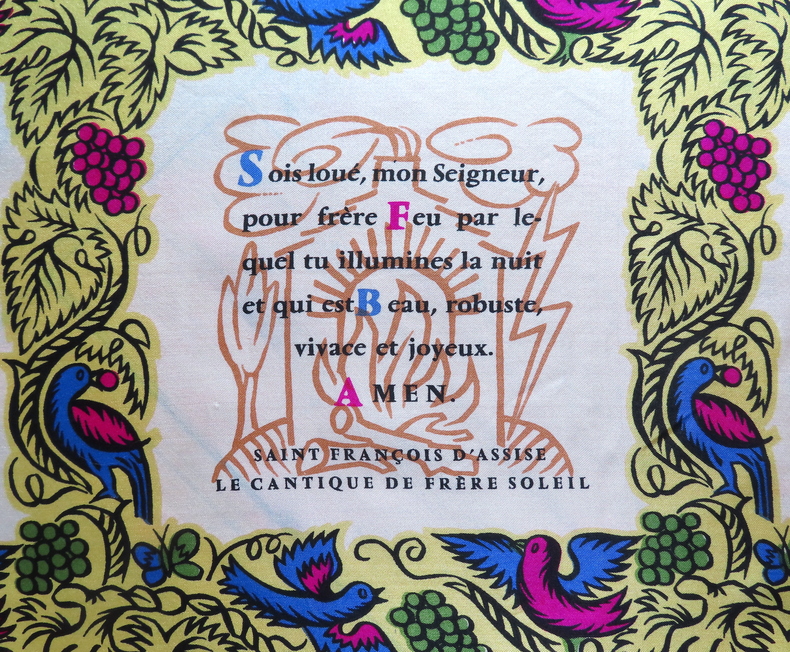 Sois loué, mon Seigneur,
pour frère Feu par le-
quel tu illumines la nuit
et qui est Beau, robuste,
vivace et joyeux.
AMEN.
SAINT FRANÇOIS D'ASSISE
LE CANTIQUE DE FRÈRE SOLEIL